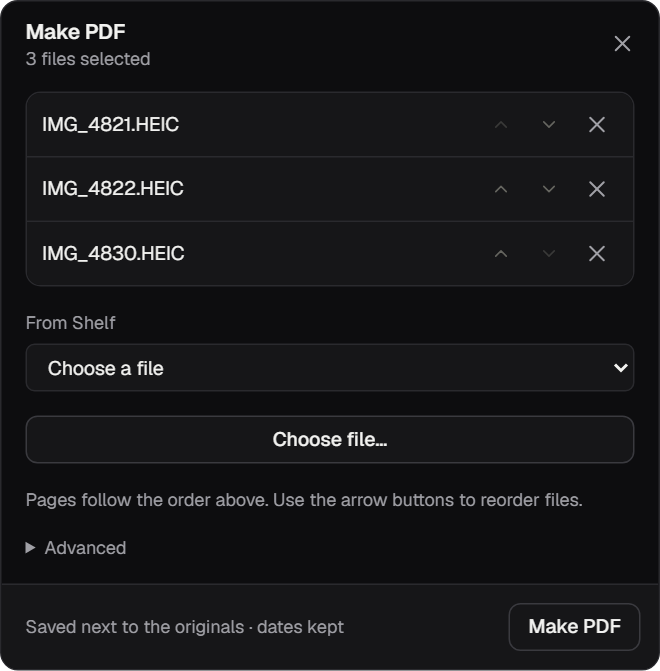 Make PDF
3 files selected
IMG_4821.HEIC
IMG_4822.HEIC
IMG_4830.HEIC
From Shelf
Choose a file
Choose file...
Pages follow the order above. Use the arrow buttons to reorder files.
Advanced
Saved next to the originals · dates kept
Make PDF